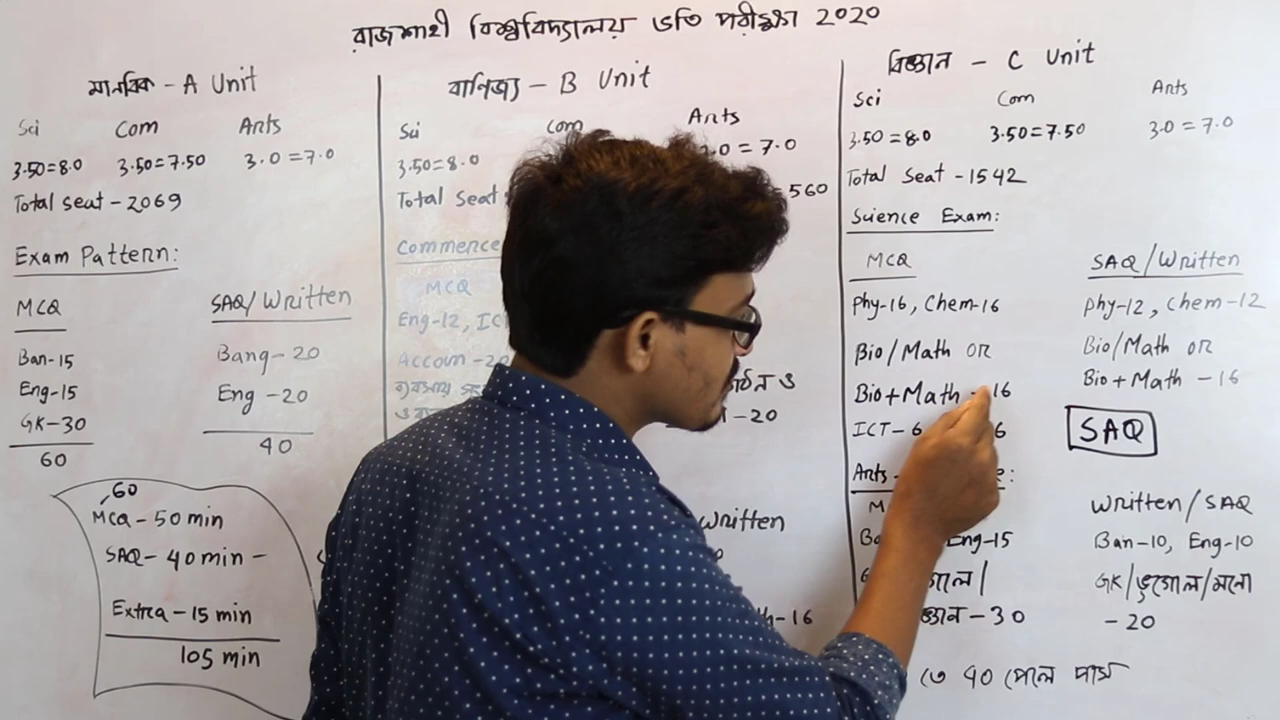 রাজশাহী বিশ্ববিদ্যালয় ভর্তি পরীক্ষা ২০২০
মানবিক - A Unit
Sci Com Arts
3.50=8.0 3.50=7.50 3.0=7.0
Total seat - 2069
Exam Pattern:
MCQ SAQ/Written
Ban-15 Bang-20
Eng-15 Eng-20
GK-30
60 40
,60
MCQ - 50 min
SAQ - 40 min -
Extra - 15 min
105 min
বানিজ্য - B Unit
Sci Com Arts
3.50=8.0 .0=7.0
Total Seat 560
Commerce
MCQ
Eng-12,
Accoun-2
ও
-20
written
-16
বিজ্ঞান - C Unit
Sci Com Arts
3.50=8.0 3.50=7.50 3.0=7.0
Total Seat - 1542
Science Exam:
MCQ SAQ/Written
Phy-16, Chem-16 Phy-12, Chem-12
Bio/Math OR Bio/Math OR
Bio+Math - 16 Bio+Math - 16
ICT-6 6
SAQ
Arts - :
M Written/SAQ
Eng-15 Ban-10, Eng-10
GK/ভুগোল/মনো
-30 -20
তে 40 পেলে পাস